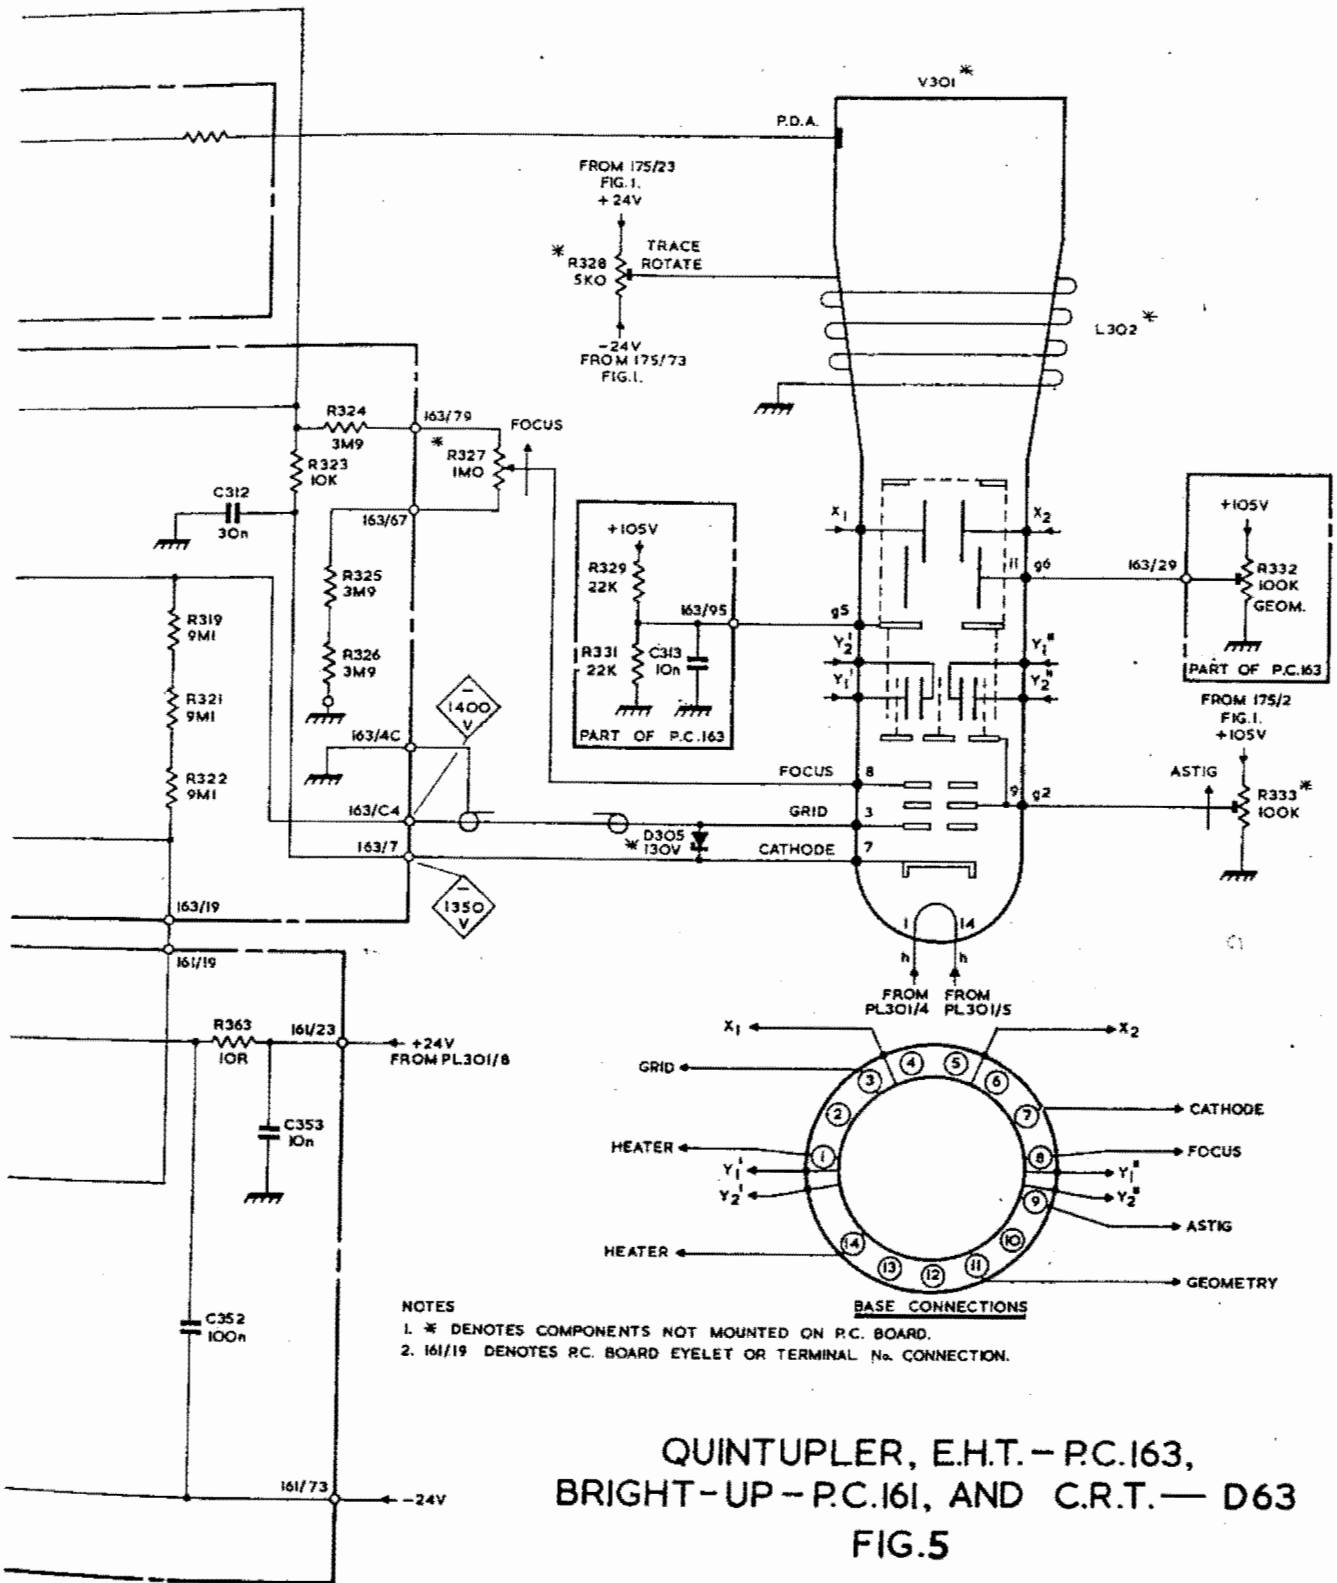 V301 *
P.D.A.
FROM 175/23
FIG.1.
+24V
* R328
5KO
TRACE
ROTATE
-24V
FROM 175/73
FIG.1.
L302 *
R324
3M9
163/79
* R327
1MO
FOCUS
R323
10K
C312
30n
163/67
R325
3M9
R326
3M9
R319
9M1
R321
9M1
R322
9M1
+105V
R329
22K
163/95
R331
22K
C313
10n
PART OF P.C.163
X1
X2
11 g6
g5
Y2'
Y1'
Y1"
Y2"
163/29
+105V
R332
100K
GEOM.
PART OF P.C.163
FROM 175/2
FIG.1.
+105V
ASTIG
R333 *
100K
- 1400 V
163/4C
163/C4
163/7
- 1350 V
FOCUS 8
GRID 3
CATHODE 7
9 g2
* D305
130V
163/19
161/19
1 14
h h
FROM PL301/4
FROM PL301/5
R363
10R
161/23
+24V
FROM PL301/8
C353
10n
C352
100n
161/73
-24V
X1
X2
GRID
CATHODE
HEATER
FOCUS
Y1'
Y2'
Y1"
Y2"
ASTIG
HEATER
GEOMETRY
1 2 3 4 5 6 7 8 9 10 11 12 13 14
BASE CONNECTIONS
NOTES
1. * DENOTES COMPONENTS NOT MOUNTED ON P.C. BOARD.
2. 161/19 DENOTES P.C. BOARD EYELET OR TERMINAL No. CONNECTION.
QUINTUPLER, E.H.T. – P.C.163,
BRIGHT-UP – P.C.161, AND C.R.T. — D63
FIG.5